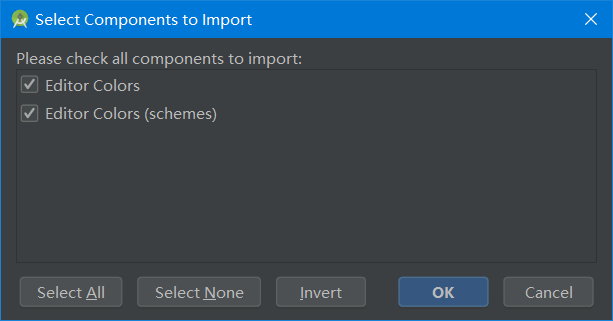 Select Components to Import
Please check all components to import:
Editor Colors
Editor Colors (schemes)
Select All Select None Invert OK Cancel